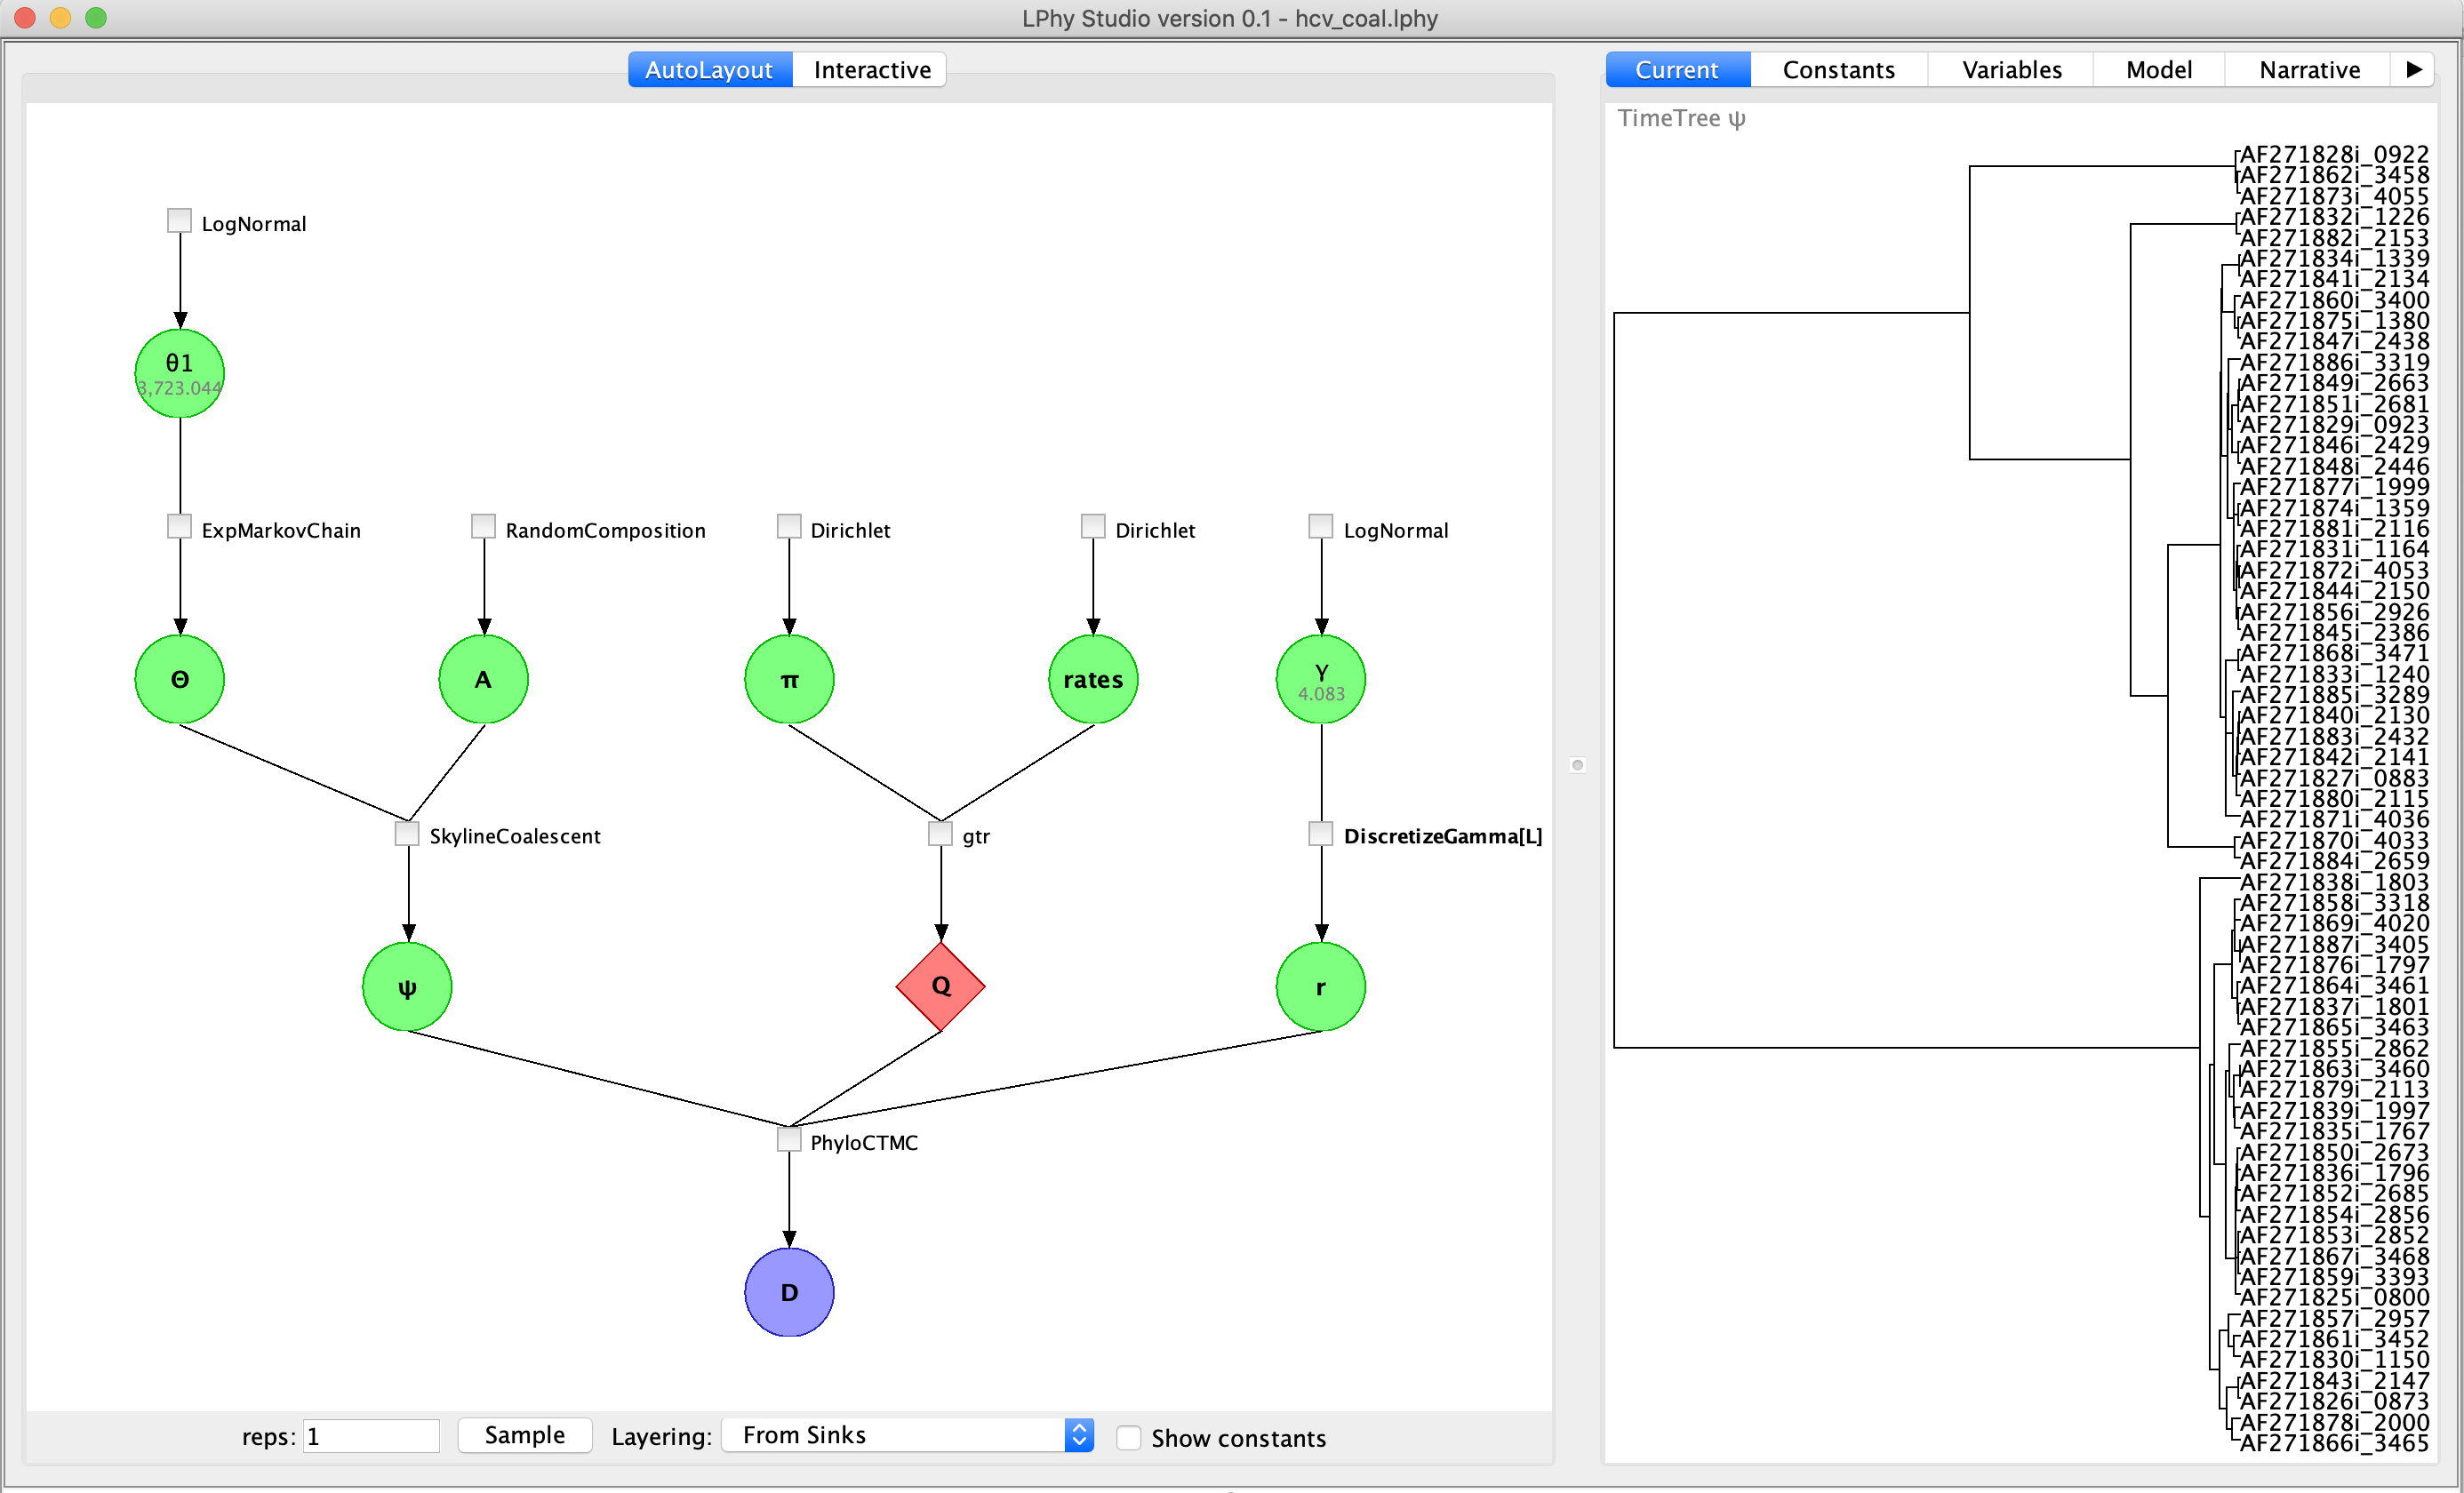 LPhy Studio version 0.1 - hcv_coal.lphy
AutoLayout Interactive
Current Constants Variables Model Narrative
LogNormal
θ1
3,723.044
ExpMarkovChain RandomComposition Dirichlet Dirichlet LogNormal
Θ A π rates γ
4.083
SkylineCoalescent gtr DiscretizeGamma[L]
ψ Q r
PhyloCTMC
D
reps: 1 Sample Layering: From Sinks Show constants
TimeTree ψ
AF271828i_0922
AF271862i_3458
AF271873i_4055
AF271832i_1226
AF271882i_2153
AF271834i_1339
AF271841i_2134
AF271860i_3400
AF271875i_1380
AF271847i_2438
AF271886i_3319
AF271849i_2663
AF271851i_2681
AF271829i_0923
AF271846i_2429
AF271848i_2446
AF271877i_1999
AF271874i_1359
AF271881i_2116
AF271831i_1164
AF271872i_4053
AF271844i_2150
AF271856i_2926
AF271845i_2386
AF271868i_3471
AF271833i_1240
AF271885i_3289
AF271840i_2130
AF271883i_2432
AF271842i_2141
AF271827i_0883
AF271880i_2115
AF271871i_4036
AF271870i_4033
AF271884i_2659
AF271838i_1803
AF271858i_3318
AF271869i_4020
AF271887i_3405
AF271876i_1797
AF271864i_3461
AF271837i_1801
AF271865i_3463
AF271855i_2862
AF271863i_3460
AF271879i_2113
AF271839i_1997
AF271835i_1767
AF271850i_2673
AF271836i_1796
AF271852i_2685
AF271854i_2856
AF271853i_2852
AF271867i_3468
AF271859i_3393
AF271825i_0800
AF271857i_2957
AF271861i_3452
AF271830i_1150
AF271843i_2147
AF271826i_0873
AF271878i_2000
AF271866i_3465